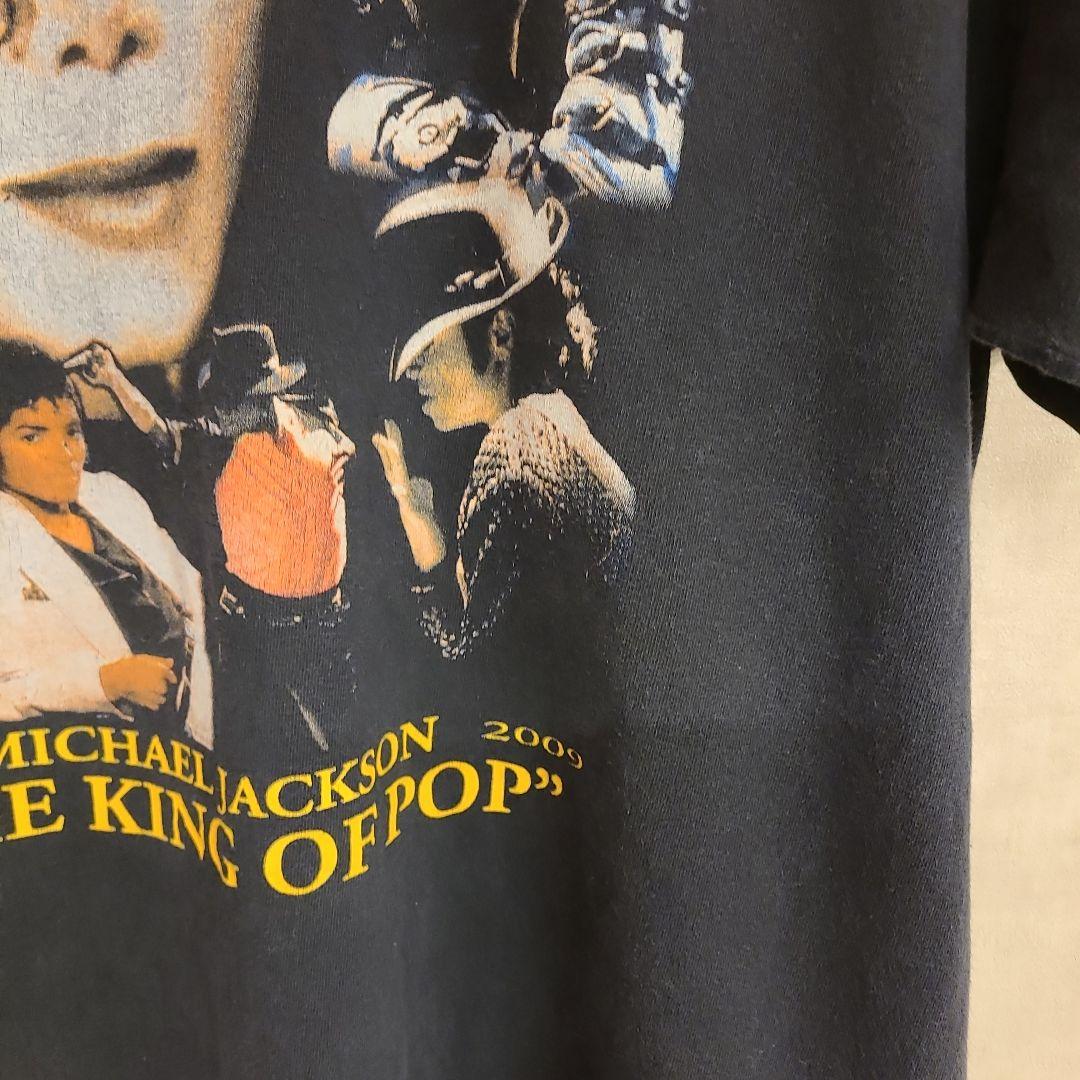 MICHAEL JACKSON 2009
E KING OF POP”